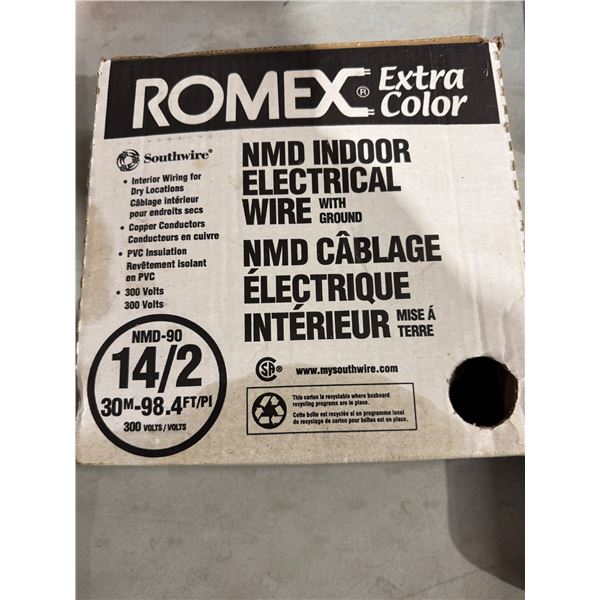 ROMEX® Extra
Color
Southwire®
• Interior Wiring for
Dry Locations
Câblage intérieur
pour endroits secs
• Copper Conductors
Conducteurs en cuivre
• PVC Insulation
Revêtement isolant
en PVC
• 300 Volts
300 Volts
NMD INDOOR
ELECTRICAL
WIRE WITH
GROUND
NMD CÂBLAGE
ÉLECTRIQUE
INTÉRIEUR MISE Á
TERRE
NMD-90
14/2
30M-98.4FT/PI
300 VOLTS/VOLTS
CSA® www.mysouthwire.com
This carton is recyclable where boxboard
recycling programs are in place.
Cette boîte est recyclée si un programme local
de recyclage de carton pour boîtes est en place.